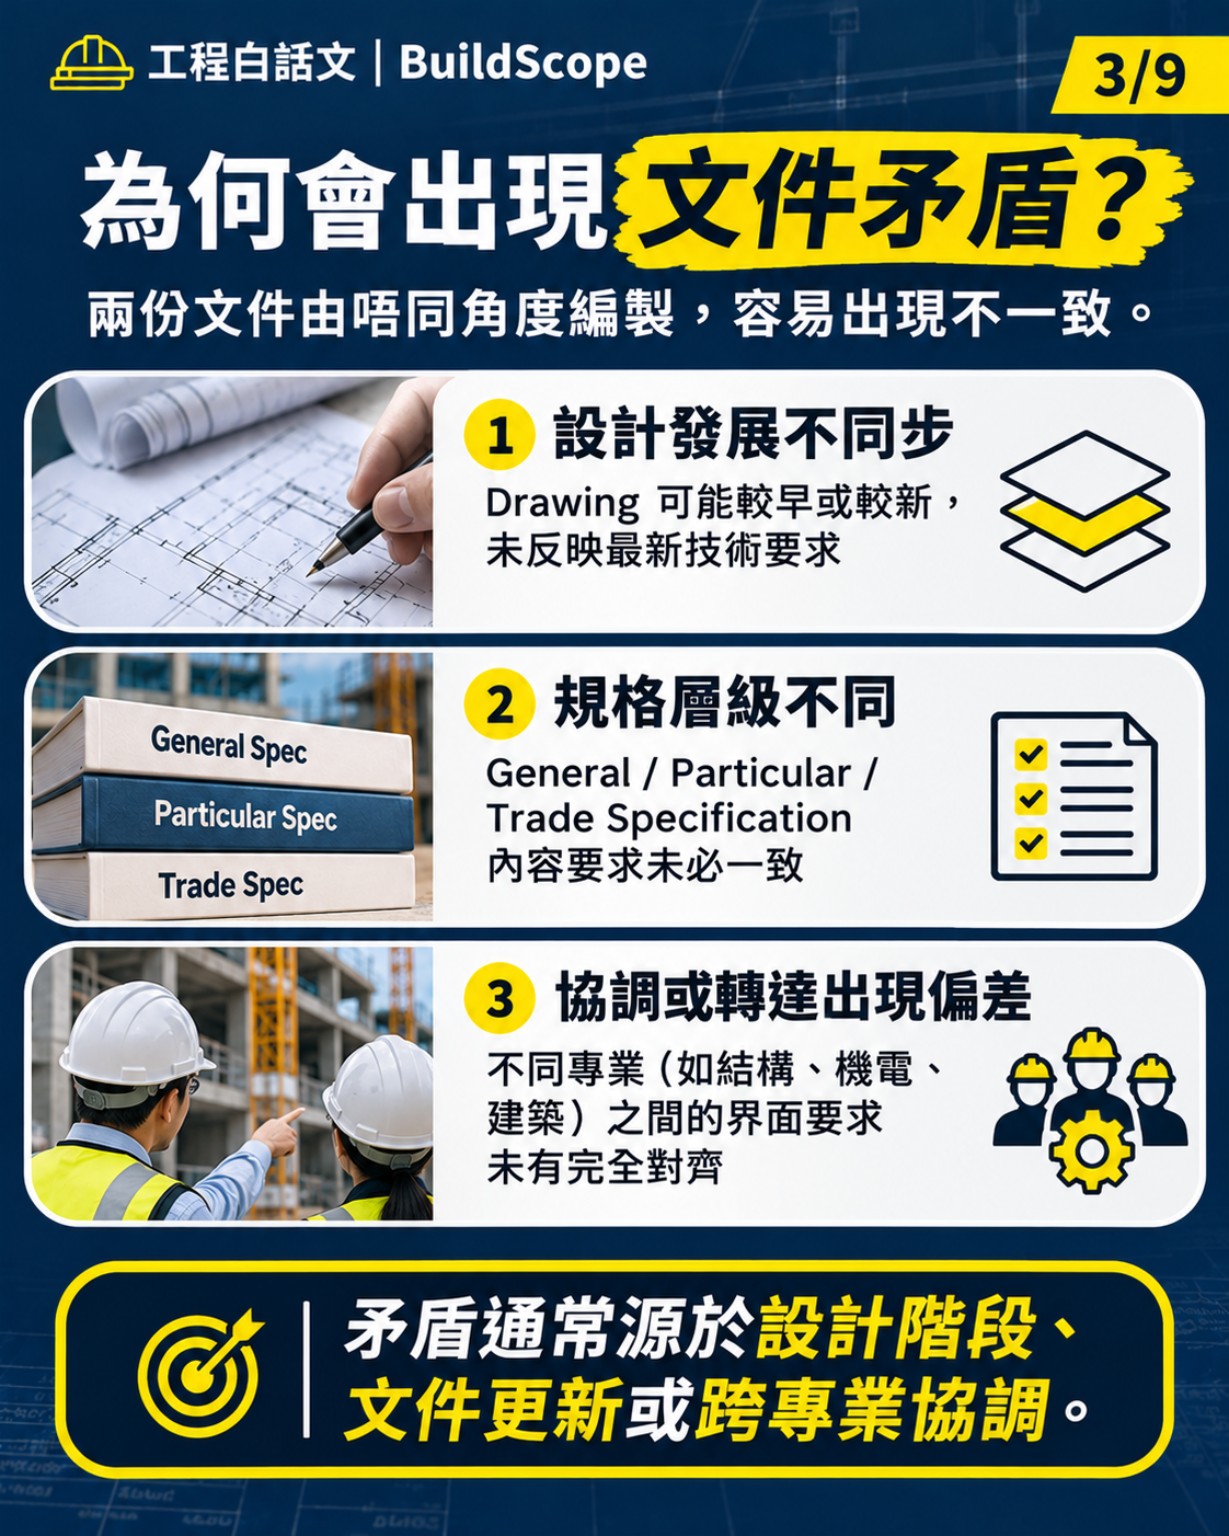 工程白話文 | BuildScope
3/9
為何會出現文件矛盾？
兩份文件由唔同角度編製，容易出現不一致。
1 設計發展不同步
Drawing 可能較早或較新，
未反映最新技術要求
General Spec
Particular Spec
Trade Spec
2 規格層級不同
General / Particular /
Trade Specification
內容要求未必一致
3 協調或轉達出現偏差
不同專業（如結構、機電、
建築）之間的界面要求
未有完全對齊
矛盾通常源於設計階段、
文件更新或跨專業協調。